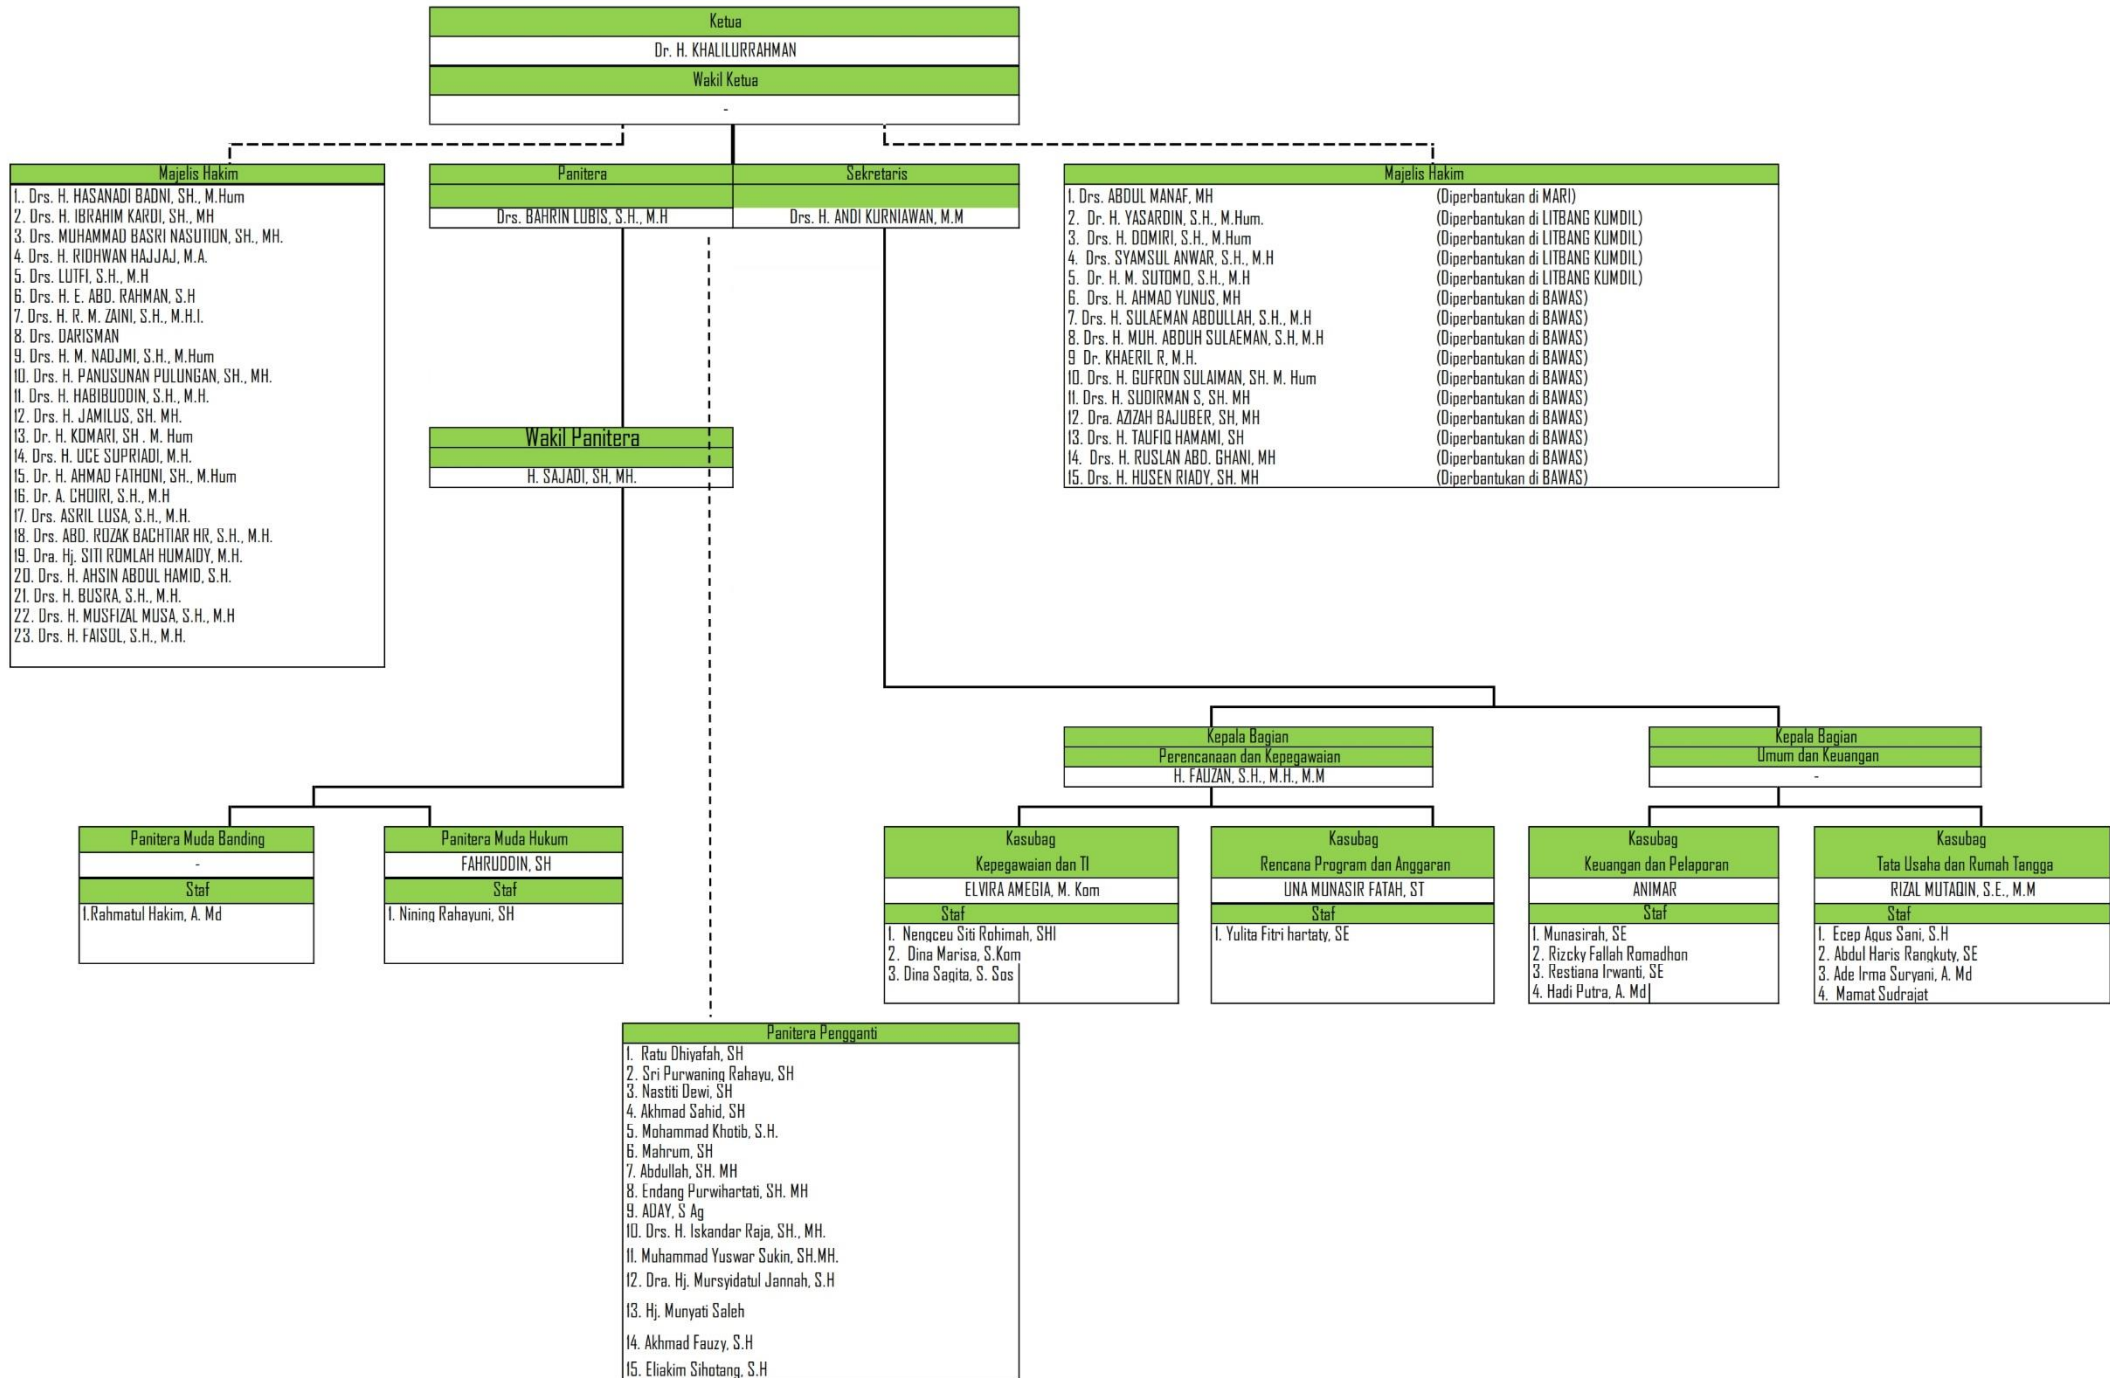 Ketua
Dr. H. KHALILURRAHMAN
Wakil Ketua
-
Majelis Hakim
1.. Drs. H. HASANADI BADNI, SH., M.Hum
2. Drs. H. IBRAHIM KARDI, SH., MH
3. Drs. MUHAMMAD BASRI NASUTION, SH., MH.
4. Drs. H. RIDHWAN HAJJAJ, M.A.
5. Drs. LUTFI, S.H., M.H
6. Drs. H. E. ABD. RAHMAN, S.H
7. Drs. H. R. M. ZAINI, S.H., M.H.I.
8. Drs. DARISMAN
9. Drs. H. M. NADJMI, S.H., M.Hum
10. Drs. H. PANUSUNAN PULUNGAN, SH., MH.
11. Drs. H. HABIBUDDIN, S.H., M.H.
12. Drs. H. JAMILUS, SH. MH.
13. Dr. H. KOMARI, SH . M. Hum
14. Drs. H. UCE SUPRIADI, M.H.
15. Dr. H. AHMAD FATHONI, SH., M.Hum
16. Dr. A. CHOIRI, S.H., M.H
17. Drs. ASRIL LUSA, S.H., M.H.
18. Drs. ABD. ROZAK BACHTIAR HR, S.H., M.H.
19. Dra. Hj. SITI ROMLAH HUMAIDY, M.H.
20. Drs. H. AHSIN ABDUL HAMID, S.H.
21. Drs. H. BUSRA, S.H., M.H.
22. Drs. H. MUSFIZAL MUSA, S.H., M.H
23. Drs. H. FAISOL, S.H., M.H.
Panitera
Drs. BAHRIN LUBIS, S.H., M.H
Sekretaris
Drs. H. ANDI KURNIAWAN, M.M
Majelis Hakim
1. Drs. ABDUL MANAF, MH (Diperbantukan di MARI)
2. Dr. H. YASARDIN, S.H., M.Hum. (Diperbantukan di LITBANG KUMDIL)
3. Drs. H. DOMIRI, S.H., M.Hum (Diperbantukan di LITBANG KUMDIL)
4. Drs. SYAMSUL ANWAR, S.H., M.H (Diperbantukan di LITBANG KUMDIL)
5. Dr. H. M. SUTOMO, S.H., M.H (Diperbantukan di LITBANG KUMDIL)
6. Drs. H. AHMAD YUNUS, MH (Diperbantukan di BAWAS)
7. Drs. H. SULAEMAN ABDULLAH, S.H., M.H (Diperbantukan di BAWAS)
8. Drs. H. MUH. ABDUH SULAEMAN, S.H, M.H (Diperbantukan di BAWAS)
9 Dr. KHAERIL R, M.H. (Diperbantukan di BAWAS)
10. Drs. H. GUFRON SULAIMAN, SH. M. Hum (Diperbantukan di BAWAS)
11. Drs. H. SUDIRMAN S, SH. MH (Diperbantukan di BAWAS)
12. Dra. AZIZAH BAJUBER, SH, MH (Diperbantukan di BAWAS)
13. Drs. H. TAUFIQ HAMAMI, SH (Diperbantukan di BAWAS)
14. Drs. H. RUSLAN ABD. GHANI, MH (Diperbantukan di BAWAS)
15. Drs. H. HUSEN RIADY, SH. MH (Diperbantukan di BAWAS)
Wakil Panitera
H. SAJADI, SH, MH.
Kepala Bagian
Perencanaan dan Kepegawaian
H. FAUZAN, S.H., M.H., M.M
Kepala Bagian
Umum dan Keuangan
-
Panitera Muda Banding
-
Staf
1.Rahmatul Hakim, A. Md
Panitera Muda Hukum
FAHRUDDIN, SH
Staf
1. Nining Rahayuni, SH
Kasubag
Kepegawaian dan TI
ELVIRA AMEGIA, M. Kom
Staf
1. Nengceu Siti Rohimah, SHI
2. Dina Marisa, S.Kom
3. Dina Sagita, S. Sos
Kasubag
Rencana Program dan Anggaran
UNA MUNASIR FATAH, ST
Staf
1. Yulita Fitri hartaty, SE
Kasubag
Keuangan dan Pelaporan
ANIMAR
Staf
1. Munasirah, SE
2. Rizcky Fallah Romadhon
3. Restiana Irwanti, SE
4. Hadi Putra, A. Md
Kasubag
Tata Usaha dan Rumah Tangga
RIZAL MUTAQIN, S.E., M.M
Staf
1. Ecep Agus Sani, S.H
2. Abdul Haris Rangkuty, SE
3. Ade Irma Suryani, A. Md
4. Mamat Sudrajat
Panitera Pengganti
1. Ratu Dhiyafah, SH
2. Sri Purwaning Rahayu, SH
3. Nastiti Dewi, SH
4. Akhmad Sahid, SH
5. Mohammad Khotib, S.H.
6. Mahrum, SH
7. Abdullah, SH. MH
8. Endang Purwihartati, SH. MH
9. ADAY, S Ag
10. Drs. H. Iskandar Raja, SH., MH.
11. Muhammad Yuswar Sukin, SH.MH.
12. Dra. Hj. Mursyidatul Jannah, S.H
13. Hj. Munyati Saleh
14. Akhmad Fauzy, S.H
15. Eliakim Sihotang, S.H